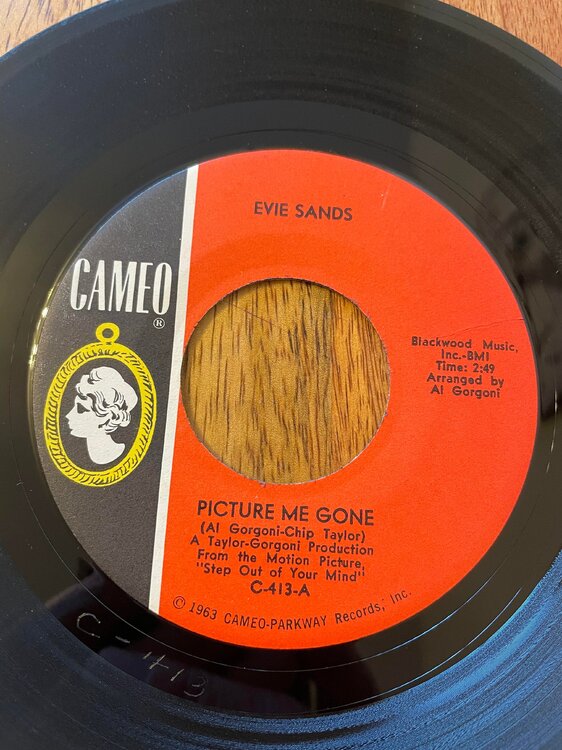 EVIE SANDS
CAMEO
®
Blackwood Music,
Inc.-BMI
Time: 2:49
Arranged by
Al Gorgoni
PICTURE ME GONE
(Al Gorgoni-Chip Taylor)
A Taylor-Gorgoni Production
From the Motion Picture,
"Step Out of Your Mind"
C-413-A
© 1963 CAMEO-PARKWAY Records, Inc.
C-413